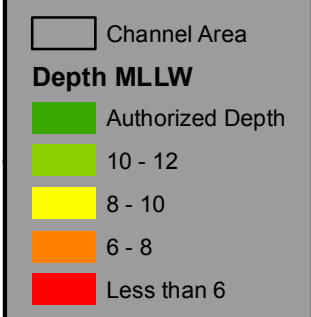 Channel Area
Depth MLLW
Authorized Depth
10 - 12
8 - 10
6 - 8
Less than 6